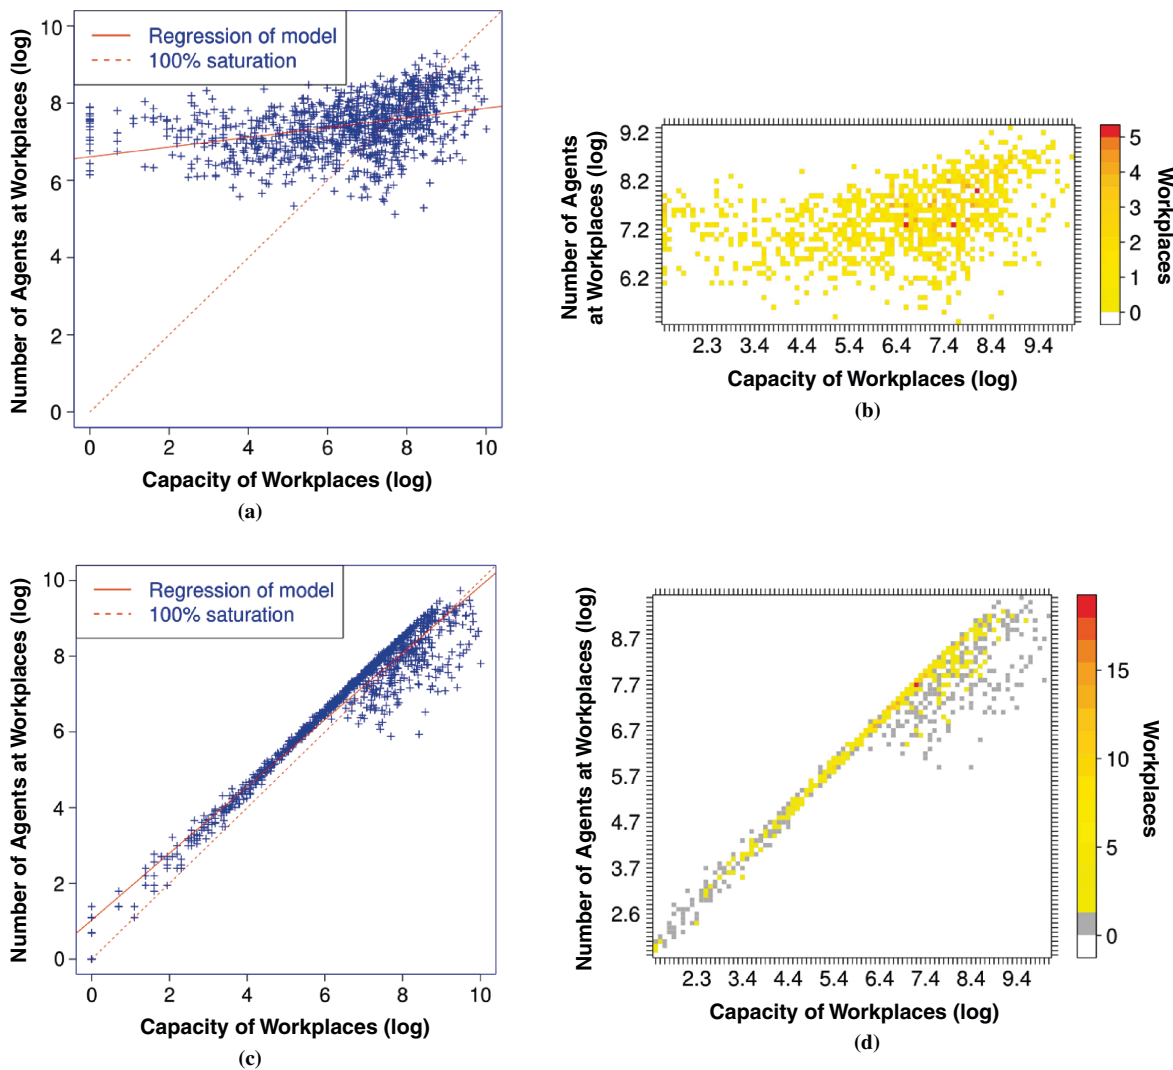 10
8
6
4
2
0
Number of Agents at Workplaces (log)
Regression of model
100% saturation
0 2 4 6 8 10
Capacity of Workplaces (log)
(a)
9.2
8.2
7.2
6.2
Number of Agents
at Workplaces (log)
2.3 3.4 4.4 5.4 6.4 7.4 8.4 9.4
Capacity of Workplaces (log)
(b)
5
4
3
2
1
0
Workplaces
10
8
6
4
2
0
Number of Agents at Workplaces (log)
Regression of model
100% saturation
0 2 4 6 8 10
Capacity of Workplaces (log)
(c)
8.7
7.7
6.7
5.7
4.7
3.7
2.6
Number of Agents at Workplaces (log)
2.3 3.4 4.4 5.4 6.4 7.4 8.4 9.4
Capacity of Workplaces (log)
(d)
15
10
5
0
Workplaces